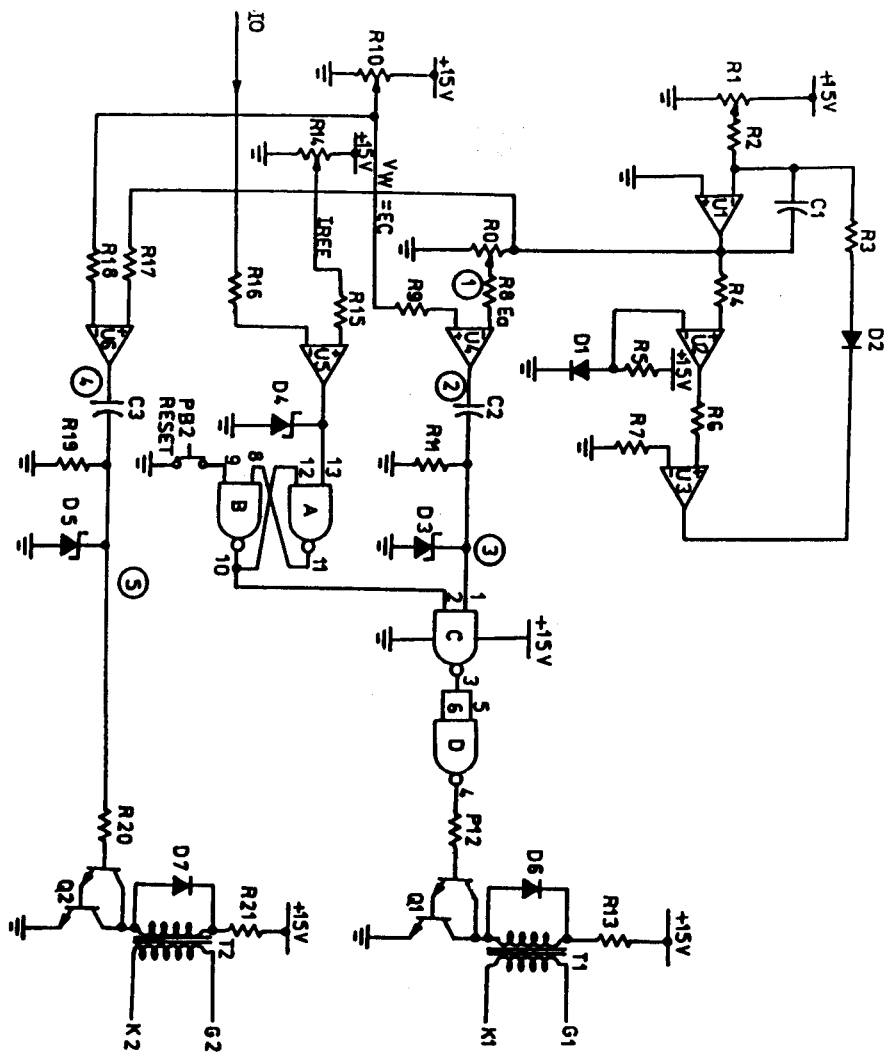 +15V
R1
R2
C1
R3
D2
U1
R4
U2
R5
+15V
D1
R6
R7
U3
+15V
R10
VW =EC
R0
1
R8 Ea
R9
U4
2
C2
R11
D3
3
1
2
C
+15V
3
5
6
D
4
P12
Q1
D6
R13
+15V
T1
G1
K1
IO
±15V
R14
IREF
R15
R16
U5
D4
13
12
A
11
8
9
B
10
PB2
RESET
R17
R18
U6
4
C3
R19
D5
5
R20
Q2
D7
R21
+15V
T2
G2
K2